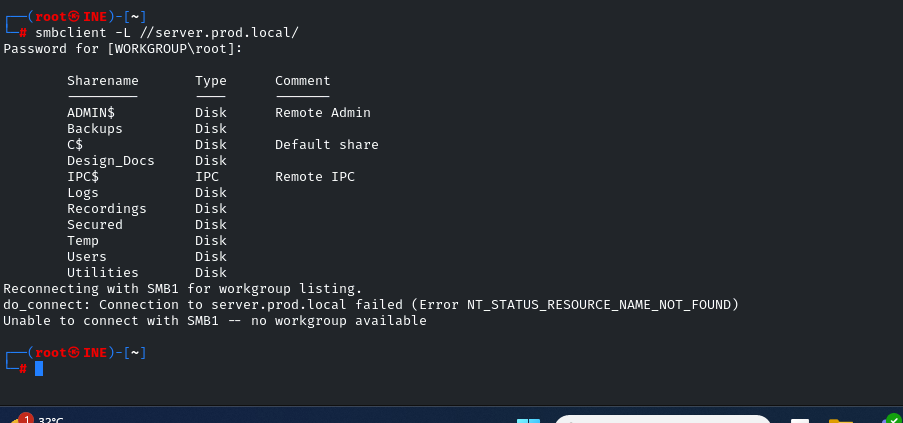 ┌──(root㉿INE)-[~]
└─# smbclient -L //server.prod.local/
Password for [WORKGROUP\root]:
Sharename Type Comment
--------- ---- -------
ADMIN$ Disk Remote Admin
Backups Disk
C$ Disk Default share
Design_Docs Disk
IPC$ IPC Remote IPC
Logs Disk
Recordings Disk
Secured Disk
Temp Disk
Users Disk
Utilities Disk
Reconnecting with SMB1 for workgroup listing.
do_connect: Connection to server.prod.local failed (Error NT_STATUS_RESOURCE_NAME_NOT_FOUND)
Unable to connect with SMB1 -- no workgroup available
┌──(root㉿INE)-[~]
└─#
1 32°C